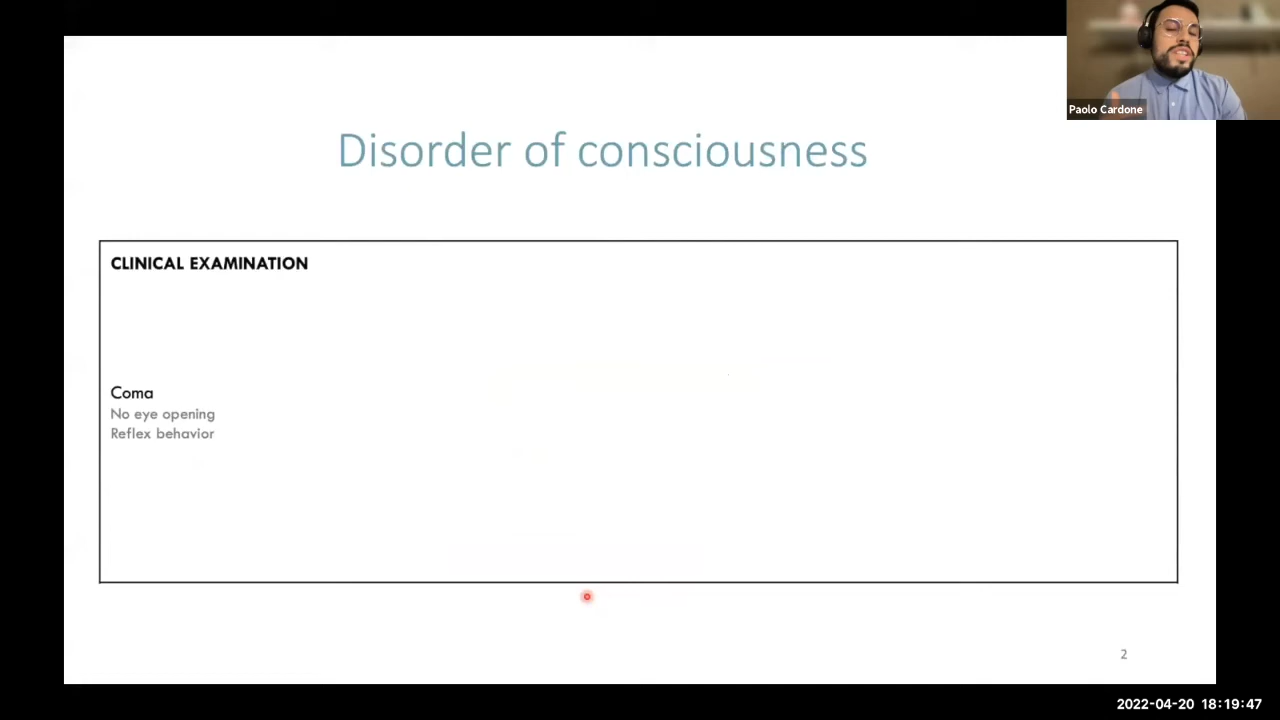 Paolo Cardone
Disorder of consciousness
CLINICAL EXAMINATION
Coma
No eye opening
Reflex behavior
2
2022-04-20 18:19:47